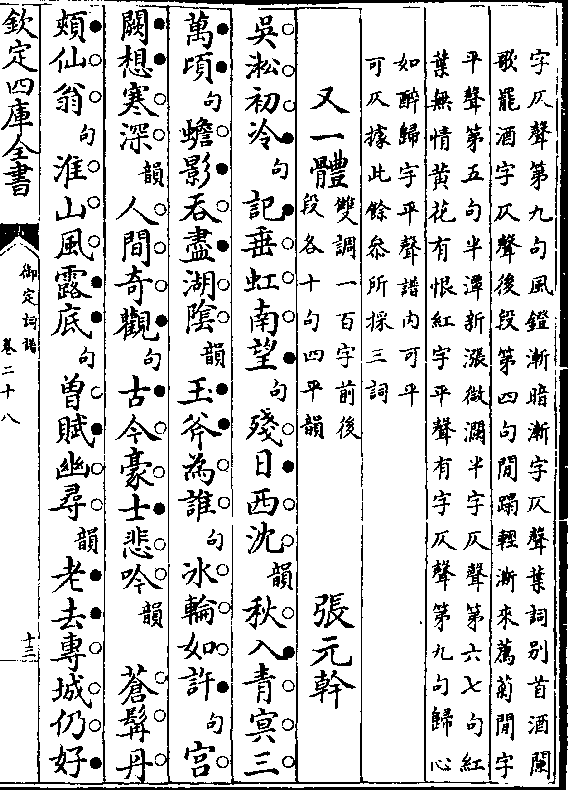 字仄聲第九句風鐙漸暗漸字仄聲葉詞别首酒闌
歌罷酒字仄聲後段第四句間踢輕澌來薦菊閒字
平聲第五句半潭新漲微瀾半字仄聲第六七句紅
葉無情黄花有恨紅字平聲有字仄聲第九句歸心
如醉歸字平聲譜内可平
可仄據此餘叅所採三詞
又一體
雙調一百字前後
段各十句四平韻
張元幹
吳淞初冷句記垂虹南望句殘日西沈韻秋入青冥三
萬頃句蟾影吞盡湖陰韻玉斧為誰句冰輪如許句宮
闕想寒深韻人間奇觀句古今豪士悲吟韻蒼髯丹
頰仙翁句淮山風露底句曽賦幽尋韻老去專城仍好
欽定四庫全書
御定詞譜
卷二十八
十三